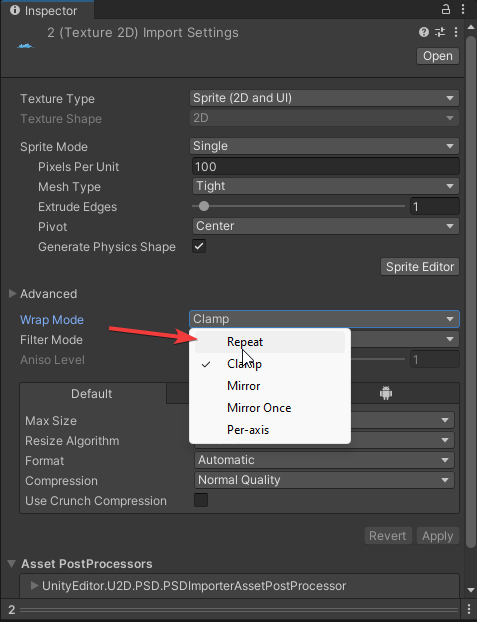 Inspector
2 (Texture 2D) Import Settings
Open
Texture Type Sprite (2D and UI)
Texture Shape 2D
Sprite Mode Single
Pixels Per Unit 100
Mesh Type Tight
Extrude Edges 1
Pivot Center
Generate Physics Shape
Sprite Editor
Advanced
Wrap Mode Clamp
Filter Mode
Aniso Level 1
Repeat
Clamp
Mirror
Mirror Once
Per-axis
Default
Max Size
Resize Algorithm
Format Automatic
Compression Normal Quality
Use Crunch Compression
Revert Apply
Asset PostProcessors
UnityEditor.U2D.PSD.PSDImporterAssetPostProcessor
2